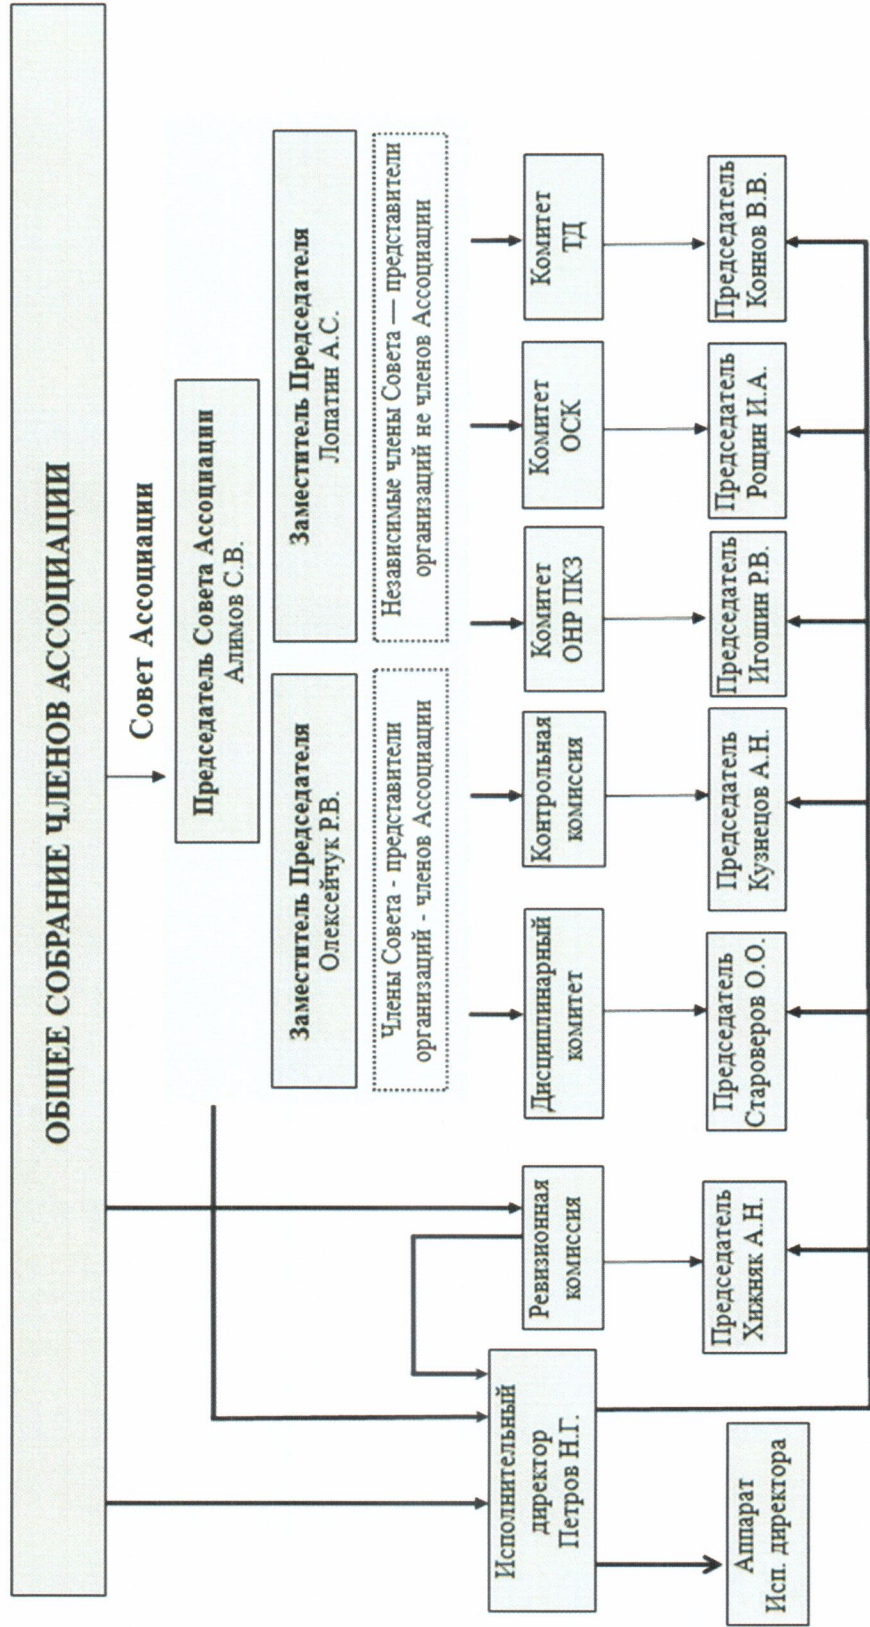 ОБЩЕЕ СОБРАНИЕ ЧЛЕНОВ АССОЦИАЦИИ
Совет Ассоциации
Председатель Совета Ассоциации
Алимов С.В.
Заместитель Председателя
Олексейчук Р.В.
Заместитель Председателя
Лопатин А.С.
Члены Совета - представители
организаций - членов Ассоциации
Независимые члены Совета — представители
организаций не членов Ассоциации
Исполнительный
директор
Петров Н.Г.
Ревизионная
комиссия
Дисциплинарный
комитет
Контрольная
комиссия
Комитет
ОНР ПКЗ
Комитет
ОСК
Комитет
ТД
Аппарат
Исп. директора
Председатель
Хижняк А.Н.
Председатель
Староверов О.О.
Председатель
Кузнецов А.Н.
Председатель
Игошин Р.В.
Председатель
Рощин И.А.
Председатель
Коннов В.В.